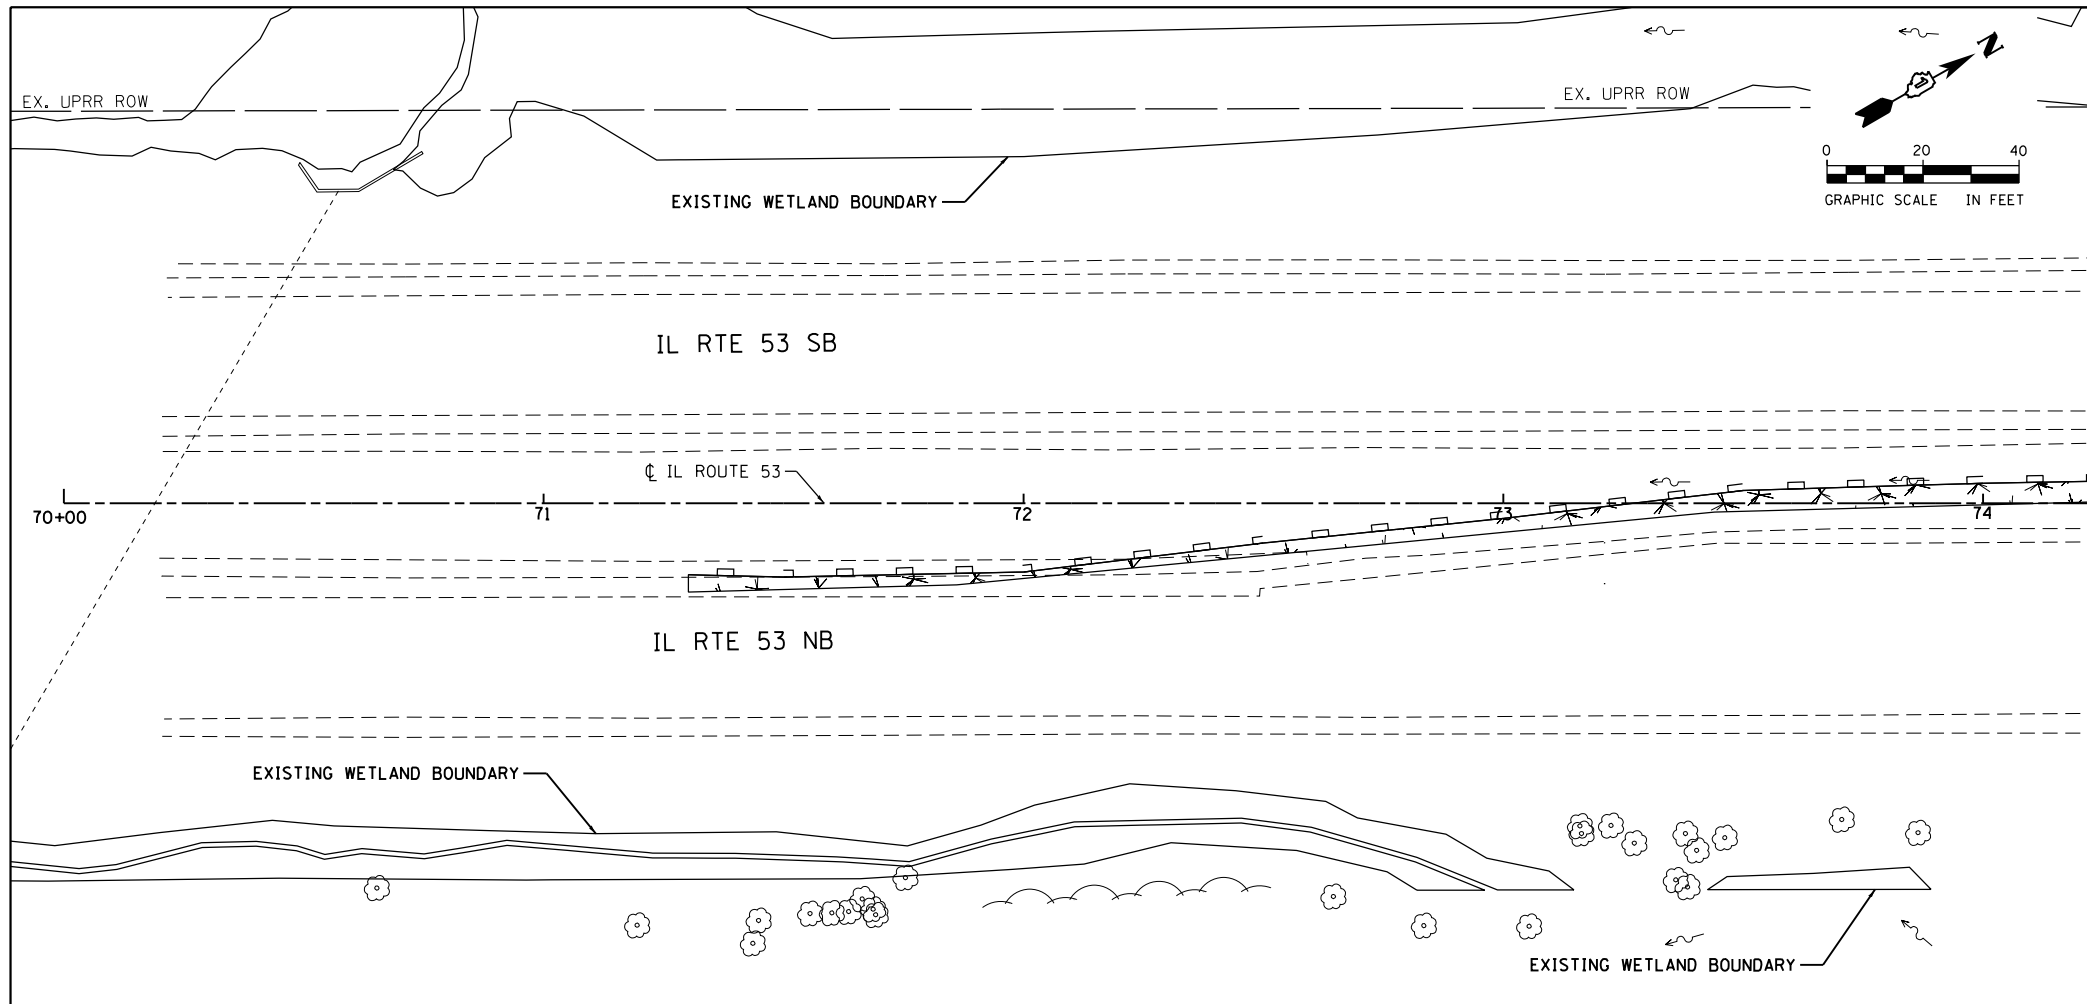 N
EX. UPRR ROW
EX. UPRR ROW
0 20 40
GRAPHIC SCALE IN FEET
EXISTING WETLAND BOUNDARY
IL RTE 53 SB
℄ IL ROUTE 53
70+00 71 72 73 74
IL RTE 53 NB
EXISTING WETLAND BOUNDARY
EXISTING WETLAND BOUNDARY